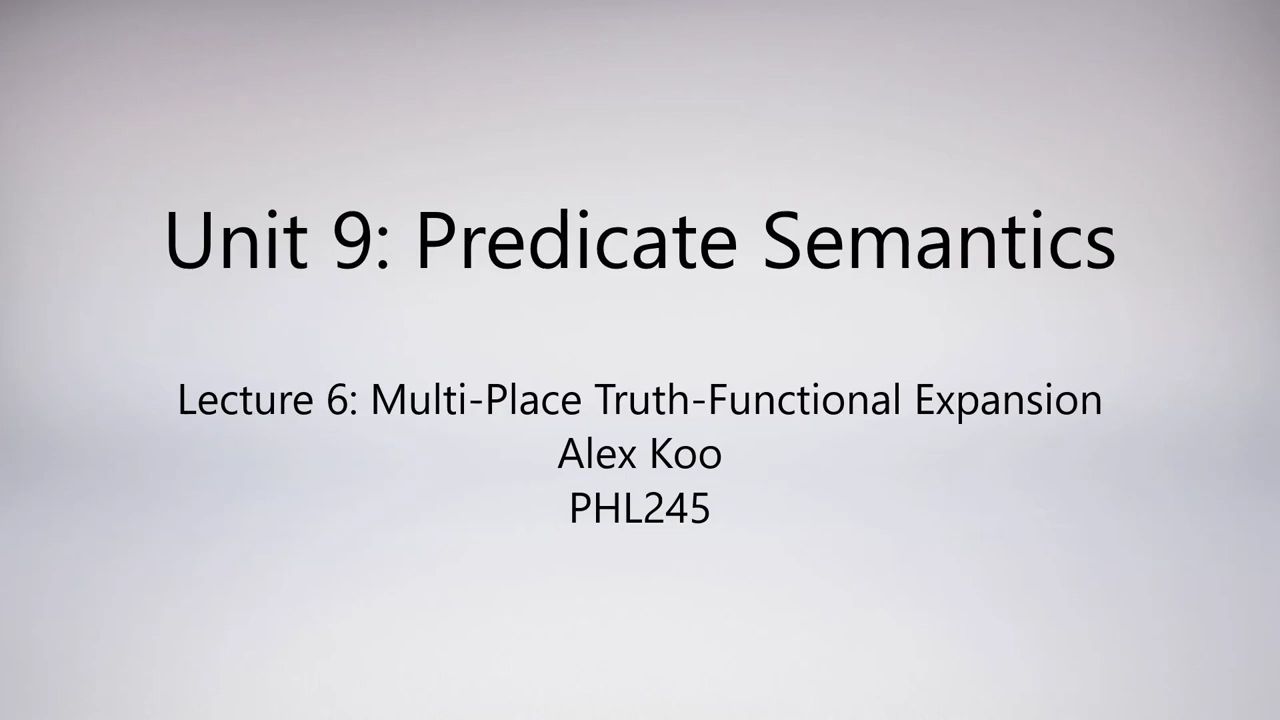 Unit 9: Predicate Semantics
Lecture 6: Multi-Place Truth-Functional Expansion
Alex Koo
PHL245